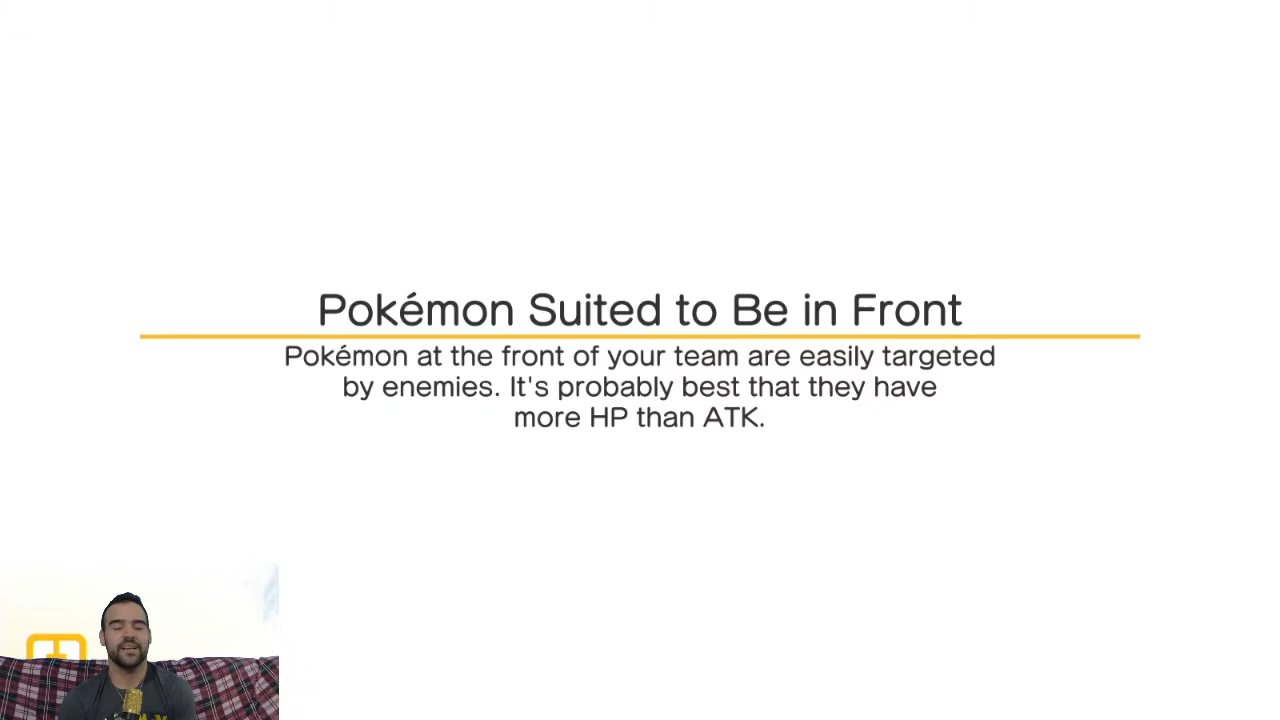 Pokémon Suited to Be in Front
Pokémon at the front of your team are easily targeted
by enemies. It's probably best that they have
more HP than ATK.